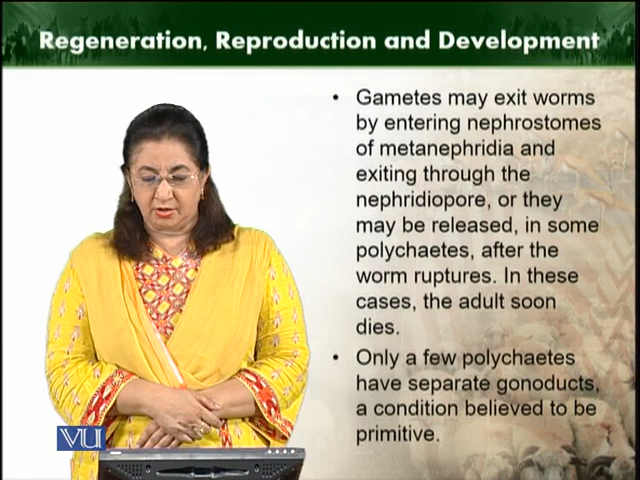 Regeneration, Reproduction and Development
• Gametes may exit worms
by entering nephrostomes
of metanephridia and
exiting through the
nephridiopore, or they
may be released, in some
polychaetes, after the
worm ruptures. In these
cases, the adult soon
dies.
• Only a few polychaetes
have separate gonoducts,
a condition believed to be
primitive.
VU